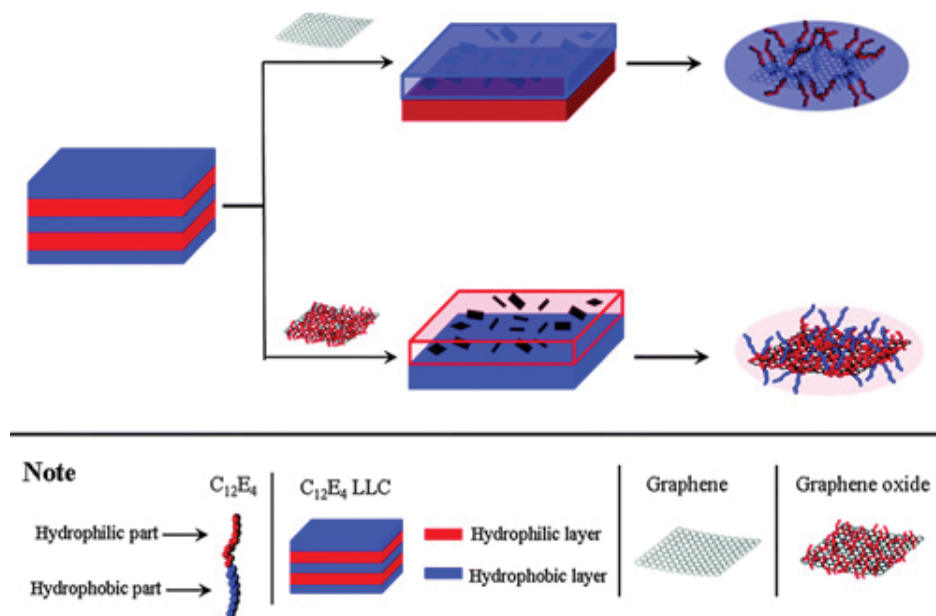 Note
C12E4
Hydrophilic part
Hydrophobic part
C12E4 LLC
Hydrophilic layer
Hydrophobic layer
Graphene
Graphene oxide